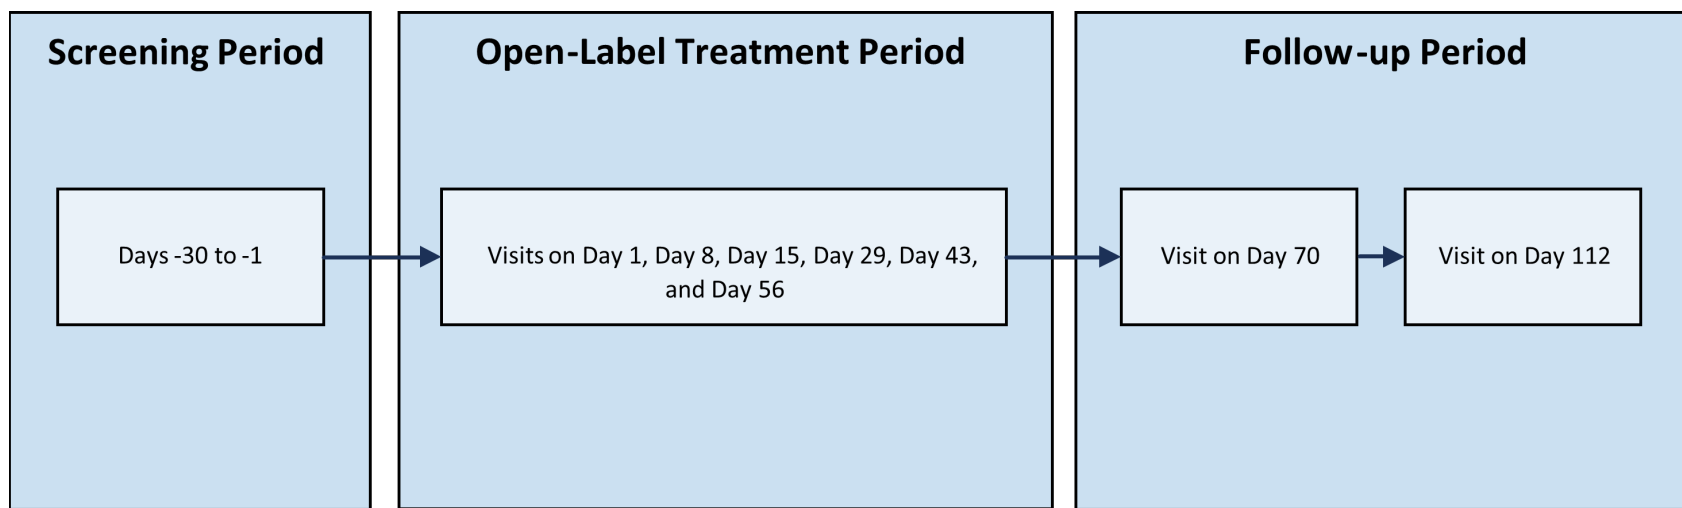 Screening Period
Open-Label Treatment Period
Follow-up Period
Days -30 to -1
Visits on Day 1, Day 8, Day 15, Day 29, Day 43,
and Day 56
Visit on Day 70
Visit on Day 112